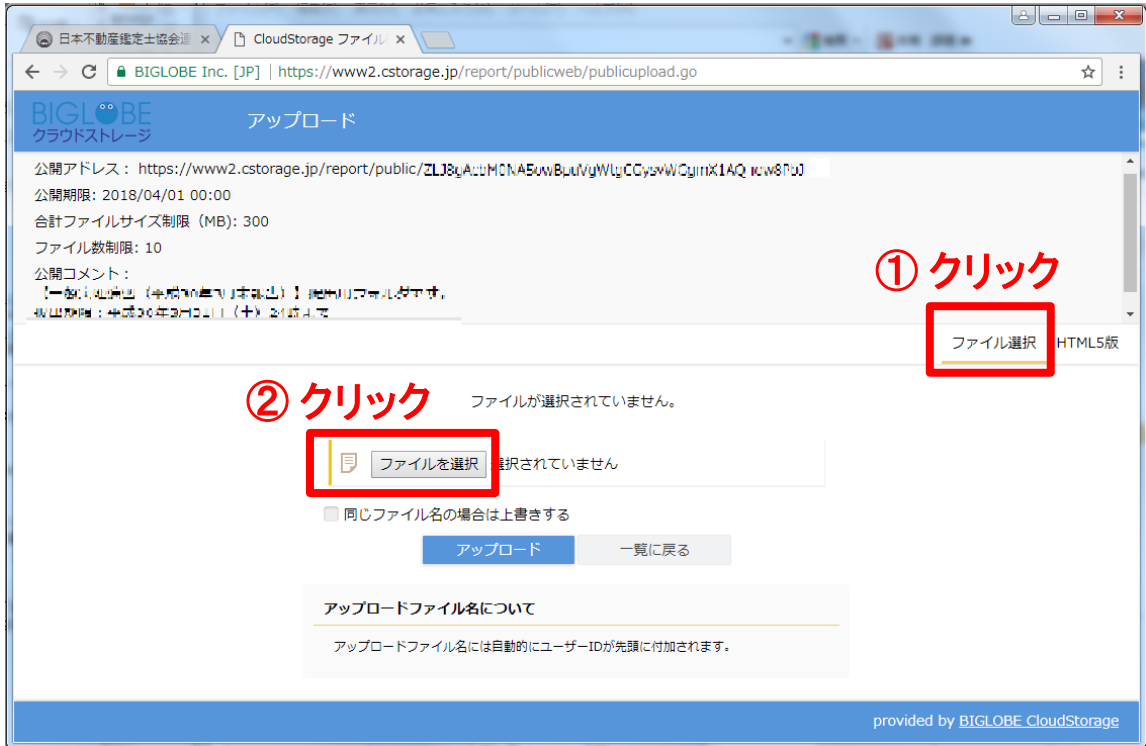 日本不動産鑑定士協会連
CloudStorage ファイル
BIGLOBE Inc. [JP] | https://www2.cstorage.jp/report/publicweb/publicupload.go
BIGLOBE
クラウドストレージ
アップロード
公開アドレス： https://www2.cstorage.jp/report/public/
公開期限: 2018/04/01 00:00
合計ファイルサイズ制限（MB): 300
ファイル数制限: 10
公開コメント：
① クリック
ファイル選択 HTML5版
② クリック
ファイルが選択されていません。
ファイルを選択 選択されていません
同じファイル名の場合は上書きする
アップロード 一覧に戻る
アップロードファイル名について
アップロードファイル名には自動的にユーザーIDが先頭に付加されます。
provided by BIGLOBE CloudStorage